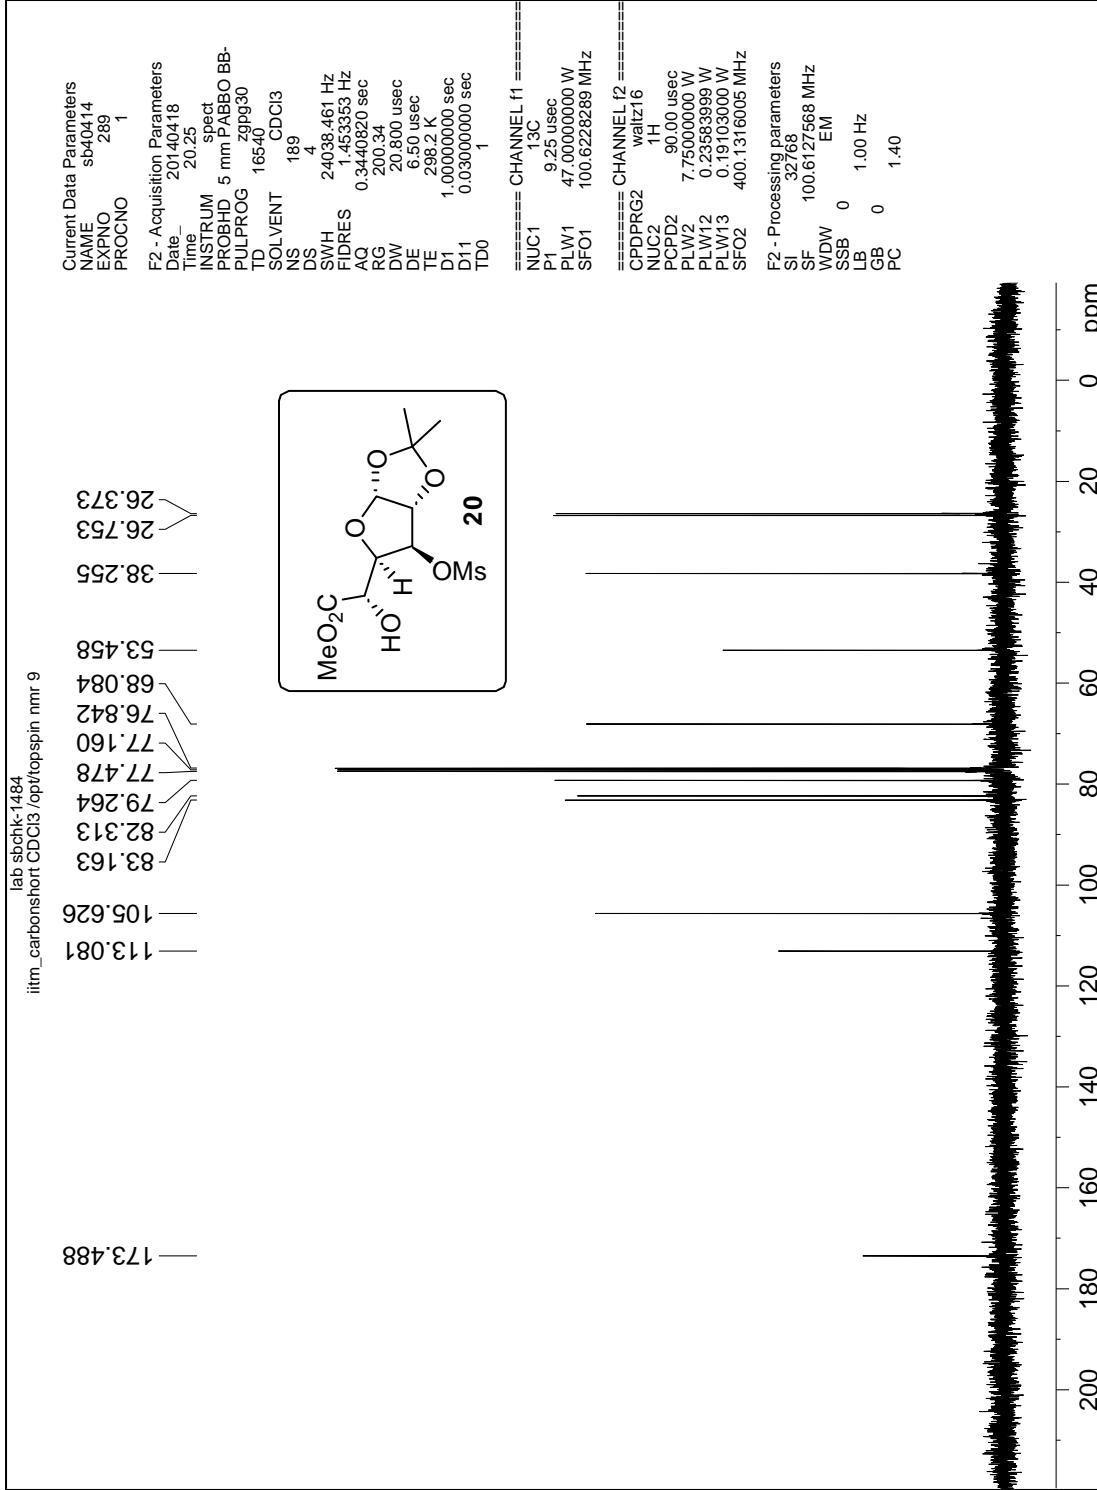 lab sbchk-1484
iitm_carbonshort CDCl3 /opt/topspin nmr 9
173.488
113.081
105.626
83.163
82.313
79.264
77.478
77.160
76.842
68.084
53.458
38.255
26.753
26.373
MeO2C
HO
H
O
O
O
OMs
20
Current Data Parameters
NAME sb40414
EXPNO 289
PROCNO 1
F2 - Acquisition Parameters
Date_ 20140418
Time 20.25
INSTRUM spect
PROBHD 5 mm PABBO BB-
PULPROG zgpg30
TD 16540
SOLVENT CDCl3
NS 189
DS 4
SWH 24038.461 Hz
FIDRES 1.453353 Hz
AQ 0.3440820 sec
RG 200.34
DW 20.800 usec
DE 6.50 usec
TE 298.2 K
D1 1.00000000 sec
D11 0.03000000 sec
TD0 1
======== CHANNEL f1 ========
NUC1 13C
P1 9.25 usec
PLW1 47.00000000 W
SFO1 100.6228289 MHz
======== CHANNEL f2 ========
CPDPRG2 waltz16
NUC2 1H
PCPD2 90.00 usec
PLW2 7.75000000 W
PLW12 0.23583999 W
PLW13 0.19103000 W
SFO2 400.1316005 MHz
F2 - Processing parameters
SI 32768
SF 100.6127568 MHz
WDW EM
SSB 0
LB 1.00 Hz
GB 0
PC 1.40
200 180 160 140 120 100 80 60 40 20 0 ppm